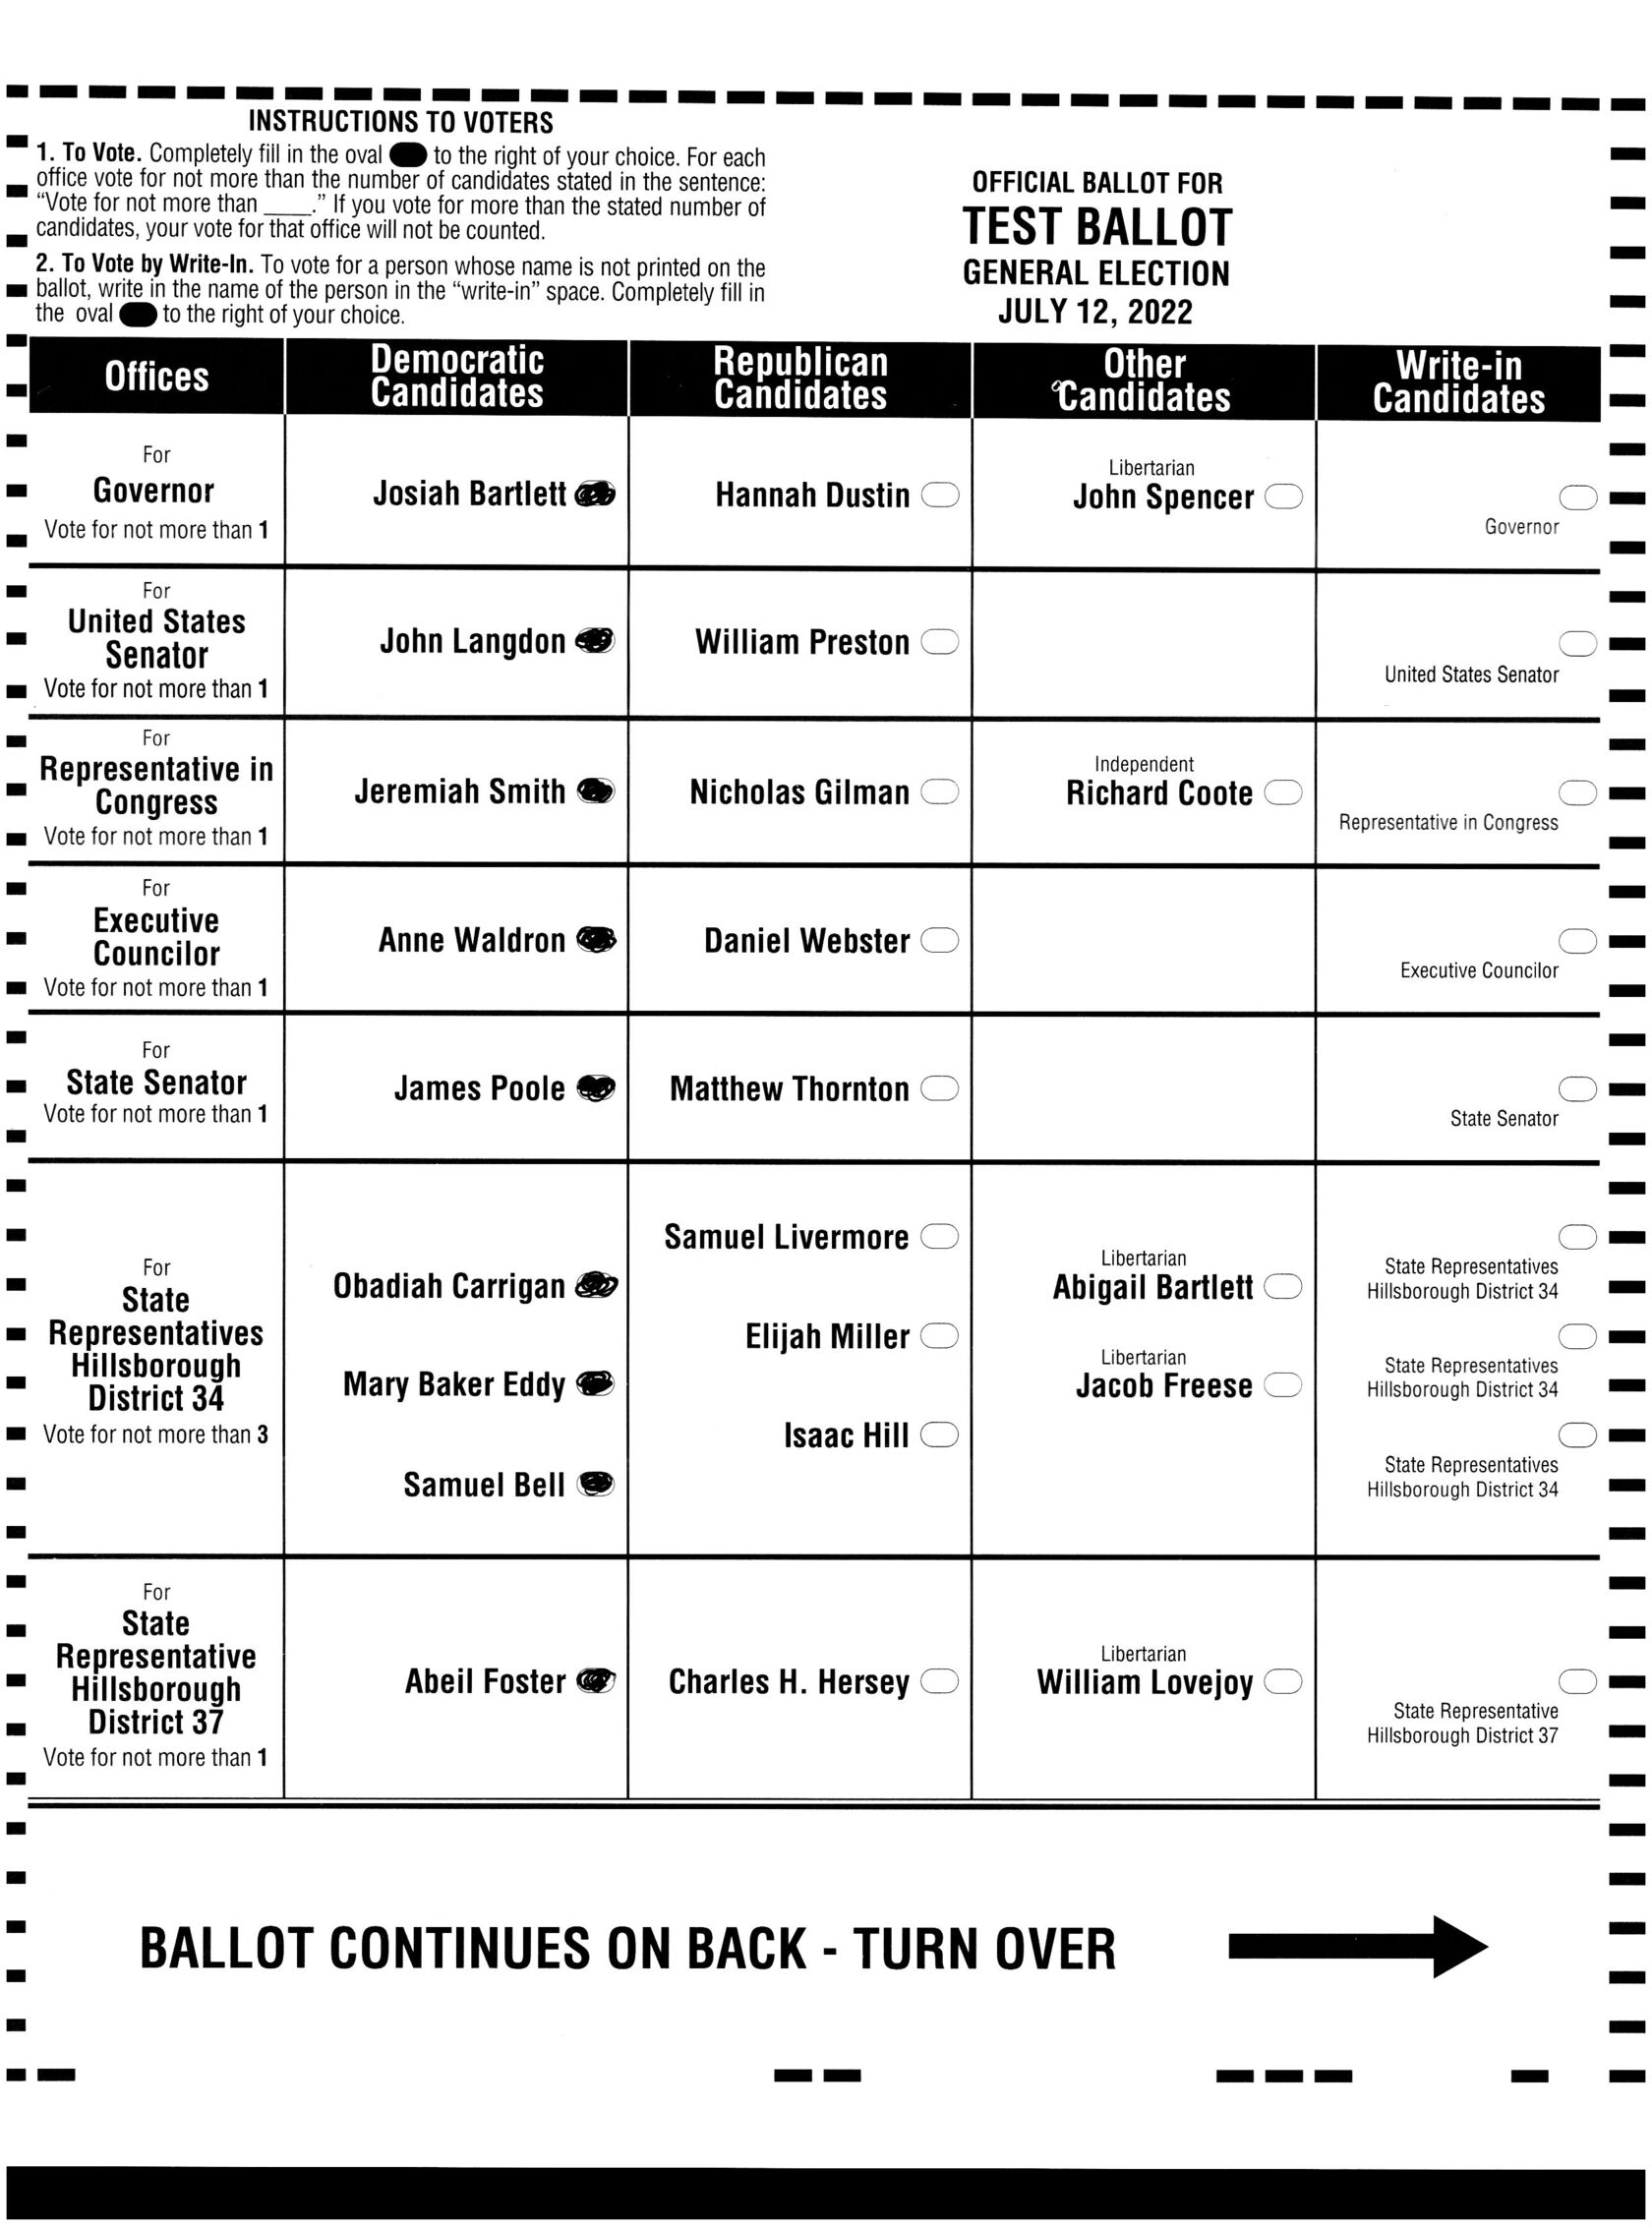 INSTRUCTIONS TO VOTERS
1. To Vote. Completely fill in the oval to the right of your choice. For each
office vote for not more than the number of candidates stated in the sentence:
“Vote for not more than ____.” If you vote for more than the stated number of
candidates, your vote for that office will not be counted.
2. To Vote by Write-In. To vote for a person whose name is not printed on the
ballot, write in the name of the person in the “write-in” space. Completely fill in
the oval to the right of your choice.
OFFICIAL BALLOT FOR
TEST BALLOT
GENERAL ELECTION
JULY 12, 2022
Offices
Democratic
Candidates
Republican
Candidates
Other
Candidates
Write-in
Candidates
For
Governor
Vote for not more than 1
Josiah Bartlett
Hannah Dustin
Libertarian
John Spencer
Governor
For
United States
Senator
Vote for not more than 1
John Langdon
William Preston
United States Senator
For
Representative in
Congress
Vote for not more than 1
Jeremiah Smith
Nicholas Gilman
Independent
Richard Coote
Representative in Congress
For
Executive
Councilor
Vote for not more than 1
Anne Waldron
Daniel Webster
Executive Councilor
For
State Senator
Vote for not more than 1
James Poole
Matthew Thornton
State Senator
For
State
Representatives
Hillsborough
District 34
Vote for not more than 3
Obadiah Carrigan
Mary Baker Eddy
Samuel Bell
Samuel Livermore
Elijah Miller
Isaac Hill
Libertarian
Abigail Bartlett
Libertarian
Jacob Freese
State Representatives
Hillsborough District 34
State Representatives
Hillsborough District 34
State Representatives
Hillsborough District 34
For
State
Representative
Hillsborough
District 37
Vote for not more than 1
Abeil Foster
Charles H. Hersey
Libertarian
William Lovejoy
State Representative
Hillsborough District 37
BALLOT CONTINUES ON BACK - TURN OVER